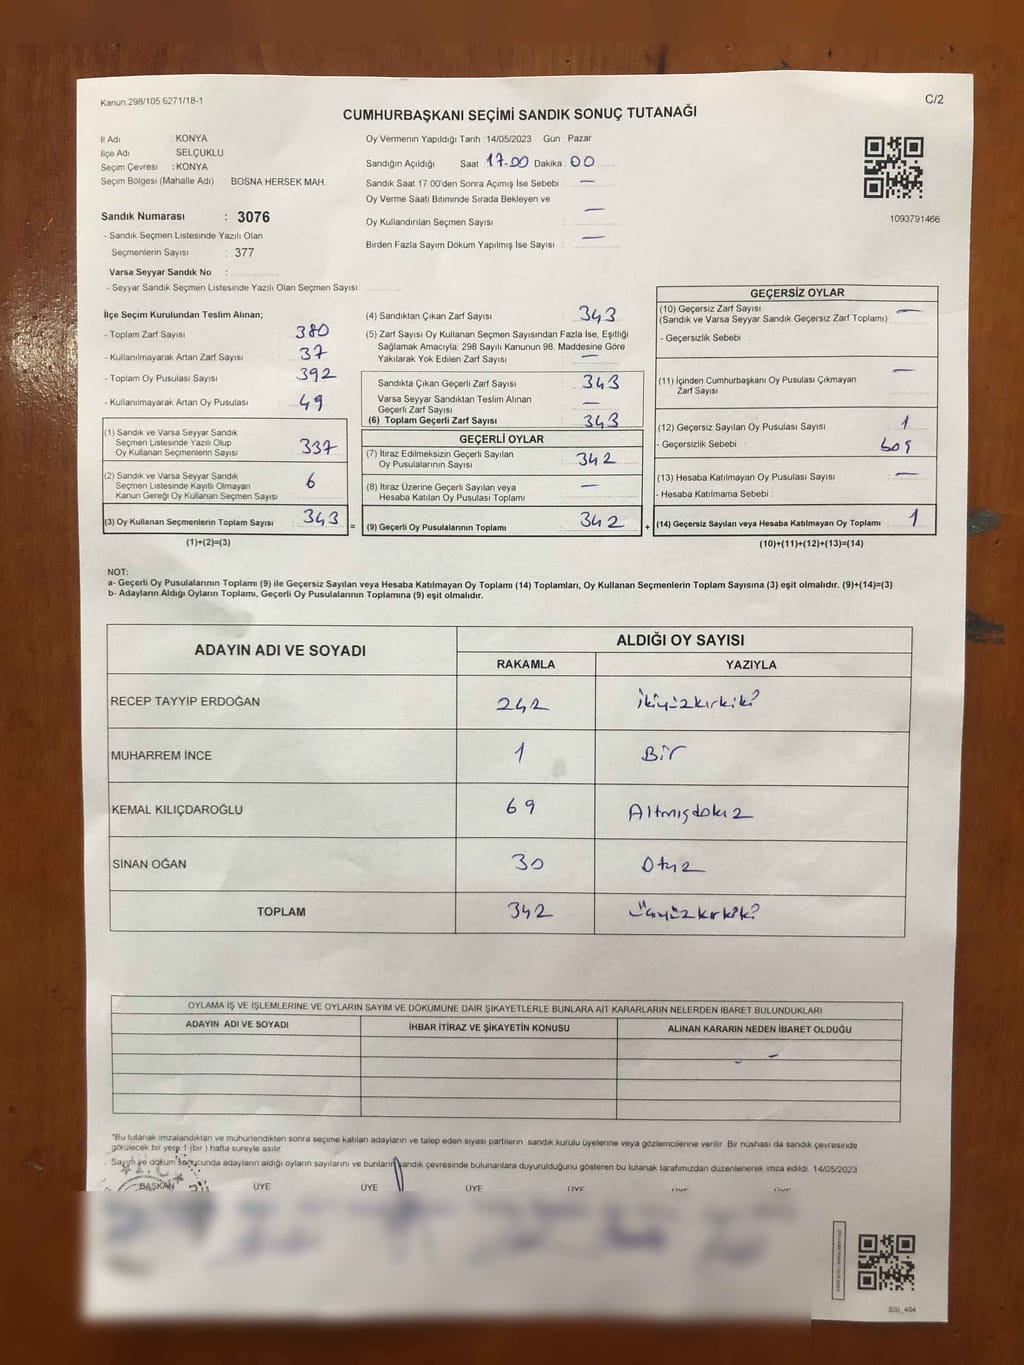 Kanun.298/105.6271/18-1
C/2
CUMHURBAŞKANI SEÇİMİ SANDIK SONUÇ TUTANAĞI
İl Adı KONYA
İlçe Adı SELÇUKLU
Seçim Çevresi : KONYA
Seçim Bölgesi (Mahalle Adı) : BOSNA HERSEK MAH.
Sandık Numarası : 3076
- Sandık Seçmen Listesinde Yazılı Olan
Seçmenlerin Sayısı : 377
Varsa Seyyar Sandık No :
- Seyyar Sandık Seçmen Listesinde Yazılı Olan Seçmen Sayısı:
Oy Vermenin Yapıldığı Tarih : 14/05/2023 Gün Pazar
Sandığın Açıldığı Saat 17.00 Dakika 00
Sandık Saat 17.00'den Sonra Açımış İse Sebebi : —
Oy Verme Saati Bitiminde Sırada Bekleyen ve
Oy Kullandırılan Seçmen Sayısı : —
Birden Fazla Sayım Döküm Yapılmış İse Sayısı : —
1093791466
İlçe Seçim Kurulundan Teslim Alınan;
- Toplam Zarf Sayısı : 380
- Kullanılmayarak Artan Zarf Sayısı : 37
- Toplam Oy Pusulası Sayısı : 392
- Kullanılmayarak Artan Oy Pusulası : 49
(1) Sandık ve Varsa Seyyar Sandık
Seçmen Listesinde Yazılı Olup
Oy Kullanan Seçmenlerin Sayısı : 337
(2) Sandık ve Varsa Seyyar Sandık
Seçmen Listesinde Kayıtlı Olmayan
Kanun Gereği Oy Kullanan Seçmen Sayısı : 6
(3) Oy Kullanan Seçmenlerin Toplam Sayısı : 343 =
(1)+(2)=(3)
(4) Sandıktan Çıkan Zarf Sayısı : 343
(5) Zarf Sayısı Oy Kullanan Seçmen Sayısından Fazla İse, Eşitliği
Sağlamak Amacıyla; 298 Sayılı Kanunun 98. Maddesine Göre
Yakılarak Yok Edilen Zarf Sayısı : —
Sandıkta Çıkan Geçerli Zarf Sayısı : 343
Varsa Seyyar Sandıktan Teslim Alınan
Geçerli Zarf Sayısı : —
(6) Toplam Geçerli Zarf Sayısı : 343
GEÇERLİ OYLAR
(7) İtiraz Edilmeksizin Geçerli Sayılan
Oy Pusulalarının Sayısı : 342
(8) İtiraz Üzerine Geçerli Sayılan veya
Hesaba Katılan Oy Pusulası Toplamı : —
(9) Geçerli Oy Pusulalarının Toplamı : 342 +
GEÇERSİZ OYLAR
(10) Geçersiz Zarf Sayısı
(Sandık ve Varsa Seyyar Sandık Geçersiz Zarf Toplamı) : —
- Geçersizlik Sebebi :
(11) İçinden Cumhurbaşkanı Oy Pusulası Çıkmayan
Zarf Sayısı : —
(12) Geçersiz Sayılan Oy Pusulası Sayısı : 1
- Geçersizlik Sebebi : boş
(13) Hesaba Katılmayan Oy Pusulası Sayısı : —
- Hesaba Katılmama Sebebi :
(14) Geçersiz Sayılan veya Hesaba Katılmayan Oy Toplamı : 1
(10)+(11)+(12)+(13)=(14)
NOT:
a- Geçerli Oy Pusulalarının Toplamı (9) ile Geçersiz Sayılan veya Hesaba Katılmayan Oy Toplamı (14) Toplamları, Oy Kullanan Seçmenlerin Toplam Sayısına (3) eşit olmalıdır. (9)+(14)=(3)
b- Adayların Aldığı Oyların Toplamı, Geçerli Oy Pusulalarının Toplamına (9) eşit olmalıdır.
ADAYIN ADI VE SOYADI
ALDIĞI OY SAYISI
RAKAMLA YAZIYLA
RECEP TAYYİP ERDOĞAN 242 İkiyüzkırkiki
MUHARREM İNCE 1 Bir
KEMAL KILIÇDAROĞLU 69 Altmışdokuz
SİNAN OĞAN 30 Otuz
TOPLAM 342 Üçyüzkırkiki
OYLAMA İŞ VE İŞLEMLERİNE VE OYLARIN SAYIM VE DÖKÜMÜNE DAİR ŞİKAYETLERLE BUNLARA AİT KARARLARIN NELERDEN İBARET BULUNDUKLARI
ADAYIN ADI VE SOYADI İHBAR İTİRAZ VE ŞİKAYETİN KONUSU ALINAN KARARIN NEDEN İBARET OLDUĞU
*Bu tutanak imzalandıktan ve mühürlendikten sonra seçime katılan adayların ve talep eden siyasi partilerin sandık kurulu üyelerine veya gözlemcilerine verilir. Bir nüshası da sandık çevresinde
görülecek bir yere 1 (bir) hafta süreyle asılır.
Sayım ve döküm sonucunda adayların aldığı oyların sayılarını ve bunların sandık çevresinde bulunanlara duyurulduğunu gösteren bu tutanak tarafımızdan düzenlenerek imza edildi. 14/05/2023
BAŞKAN ÜYE ÜYE ÜYE ÜYE ÜYE ÜYE